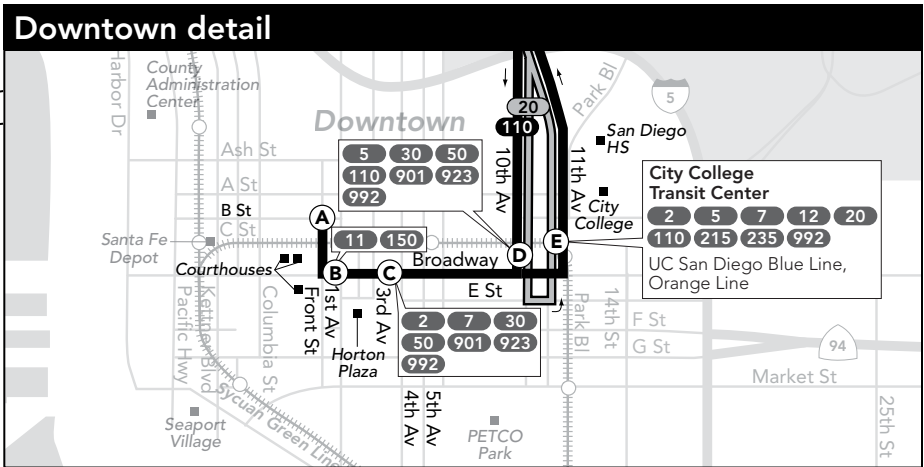 Downtown detail
Harbor Dr
County
Administration
Center
Downtown
Ash St
A St
B St
C St
Santa Fe
Depot
Courthouses
Pacific Hwy
Kettner Blvd
Columbia St
Front St
1st Av
3rd Av
4th Av
5th Av
Horton
Plaza
Seaport
Village
Sycuan Green Line
PETCO
Park
Broadway
E St
F St
G St
Market St
10th Av
11th Av
Park Bl
Park Bl
14th St
25th St
San Diego
HS
City
College
5
94
20
110
A
B
C
D
E
5 30 50
110 901 923
992
11 150
2 7 30
50 901 923
992
City College
Transit Center
2 5 7 12 20
110 215 235 992
UC San Diego Blue Line,
Orange Line